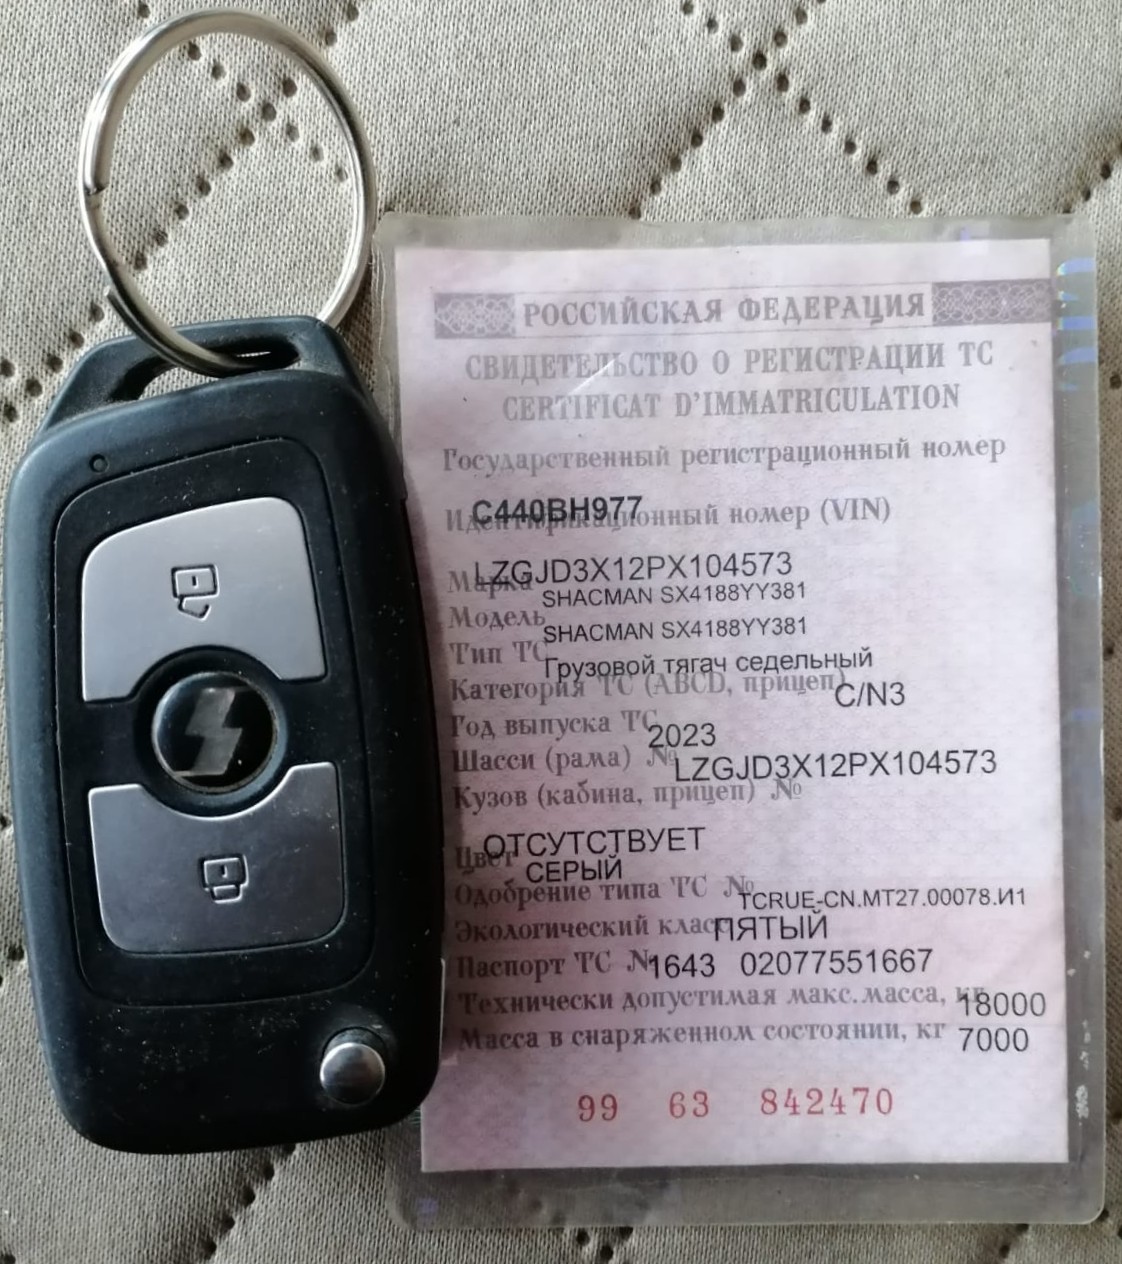 РОССИЙСКАЯ ФЕДЕРАЦИЯ
СВИДЕТЕЛЬСТВО О РЕГИСТРАЦИИ ТС
CERTIFICAT D'IMMATRICULATION
Государственный регистрационный номер
С440ВН977
Идентификационный номер (VIN)
LZGJD3X12PX104573
Марка SHACMAN SX4188YY381
Модель SHACMAN SX4188YY381
Тип ТС Грузовой тягач седельный
Категория ТС (ABCD, прицеп) C/N3
Год выпуска ТС 2023
Шасси (рама) № LZGJD3X12PX104573
Кузов (кабина, прицеп) №
ОТСУТСТВУЕТ
Цвет СЕРЫЙ
Одобрение типа ТС № TCRUE-CN.MT27.00078.И1
Экологический класс ПЯТЫЙ
Паспорт ТС № 1643 02077551667
Технически допустимая макс.масса, кг 18000
Масса в снаряженном состоянии, кг 7000
99 63 842470